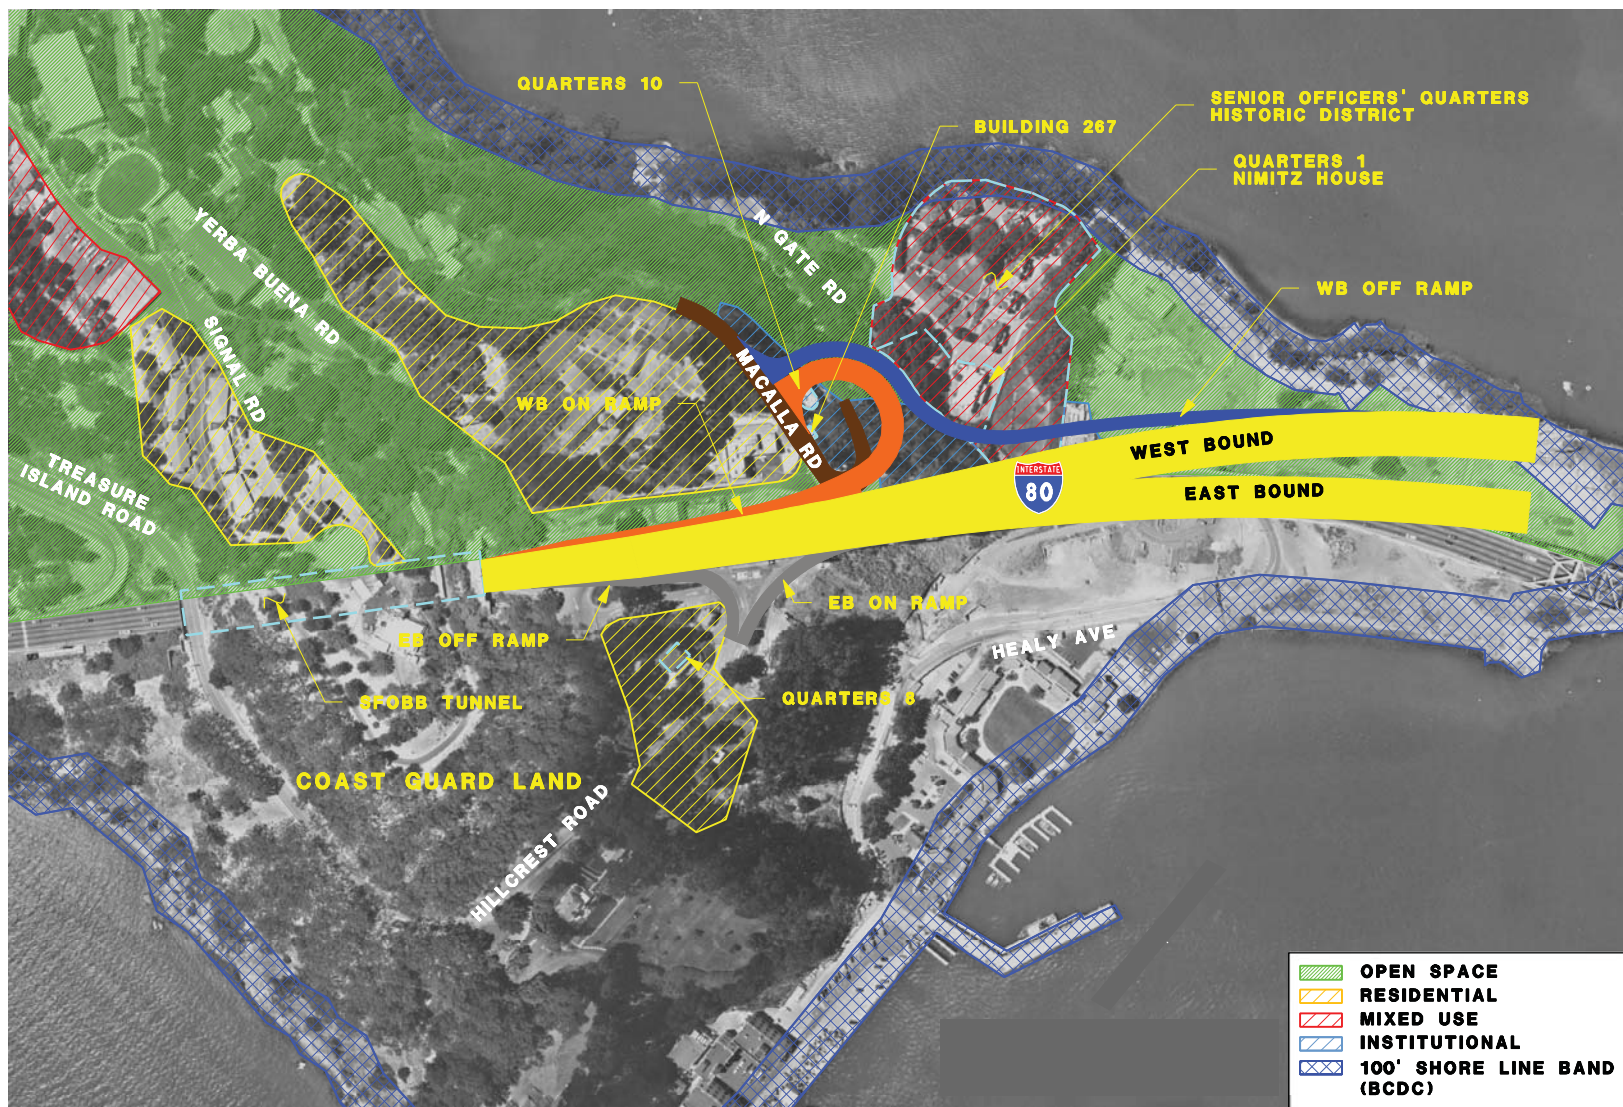 QUARTERS 10
BUILDING 267
SENIOR OFFICERS' QUARTERS
HISTORIC DISTRICT
QUARTERS 1
NIMITZ HOUSE
YERBA BUENA RD
N GATE RD
WB OFF RAMP
SIGNAL RD
MACALLA RD
WB ON RAMP
WEST BOUND
TREASURE
ISLAND ROAD
INTERSTATE
80
EAST BOUND
EB ON RAMP
EB OFF RAMP
HEALY AVE
SFOBB TUNNEL
QUARTERS 8
COAST GUARD LAND
HILLCREST ROAD
OPEN SPACE
RESIDENTIAL
MIXED USE
INSTITUTIONAL
100' SHORE LINE BAND
(BCDC)